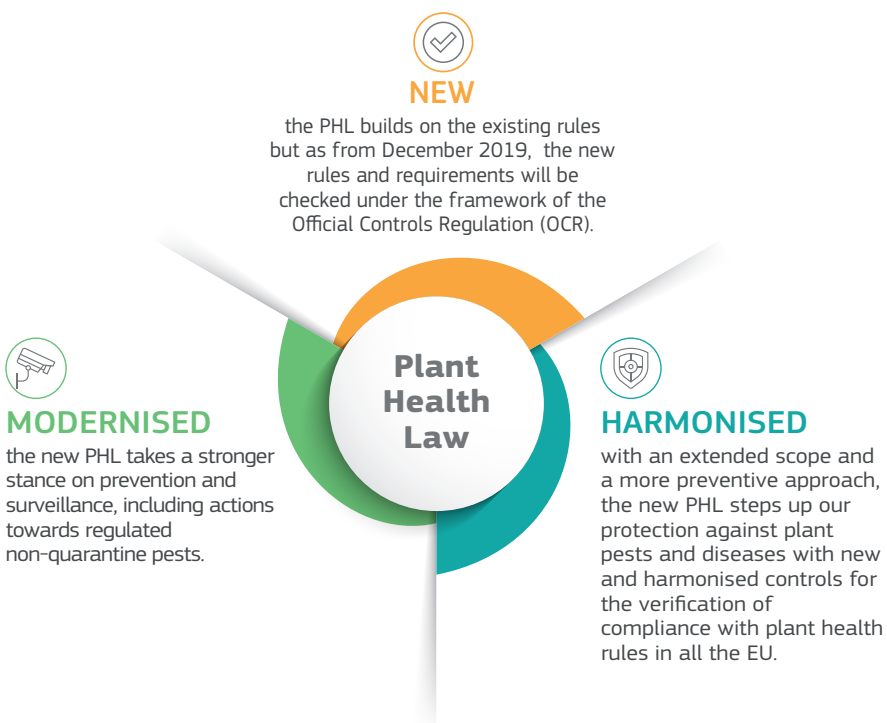 NEW
the PHL builds on the existing rules
but as from December 2019, the new
rules and requirements will be
checked under the framework of the
Official Controls Regulation (OCR).
Plant
Health
Law
MODERNISED
the new PHL takes a stronger
stance on prevention and
surveillance, including actions
towards regulated
non-quarantine pests.
HARMONISED
with an extended scope and
a more preventive approach,
the new PHL steps up our
protection against plant
pests and diseases with new
and harmonised controls for
the verification of
compliance with plant health
rules in all the EU.